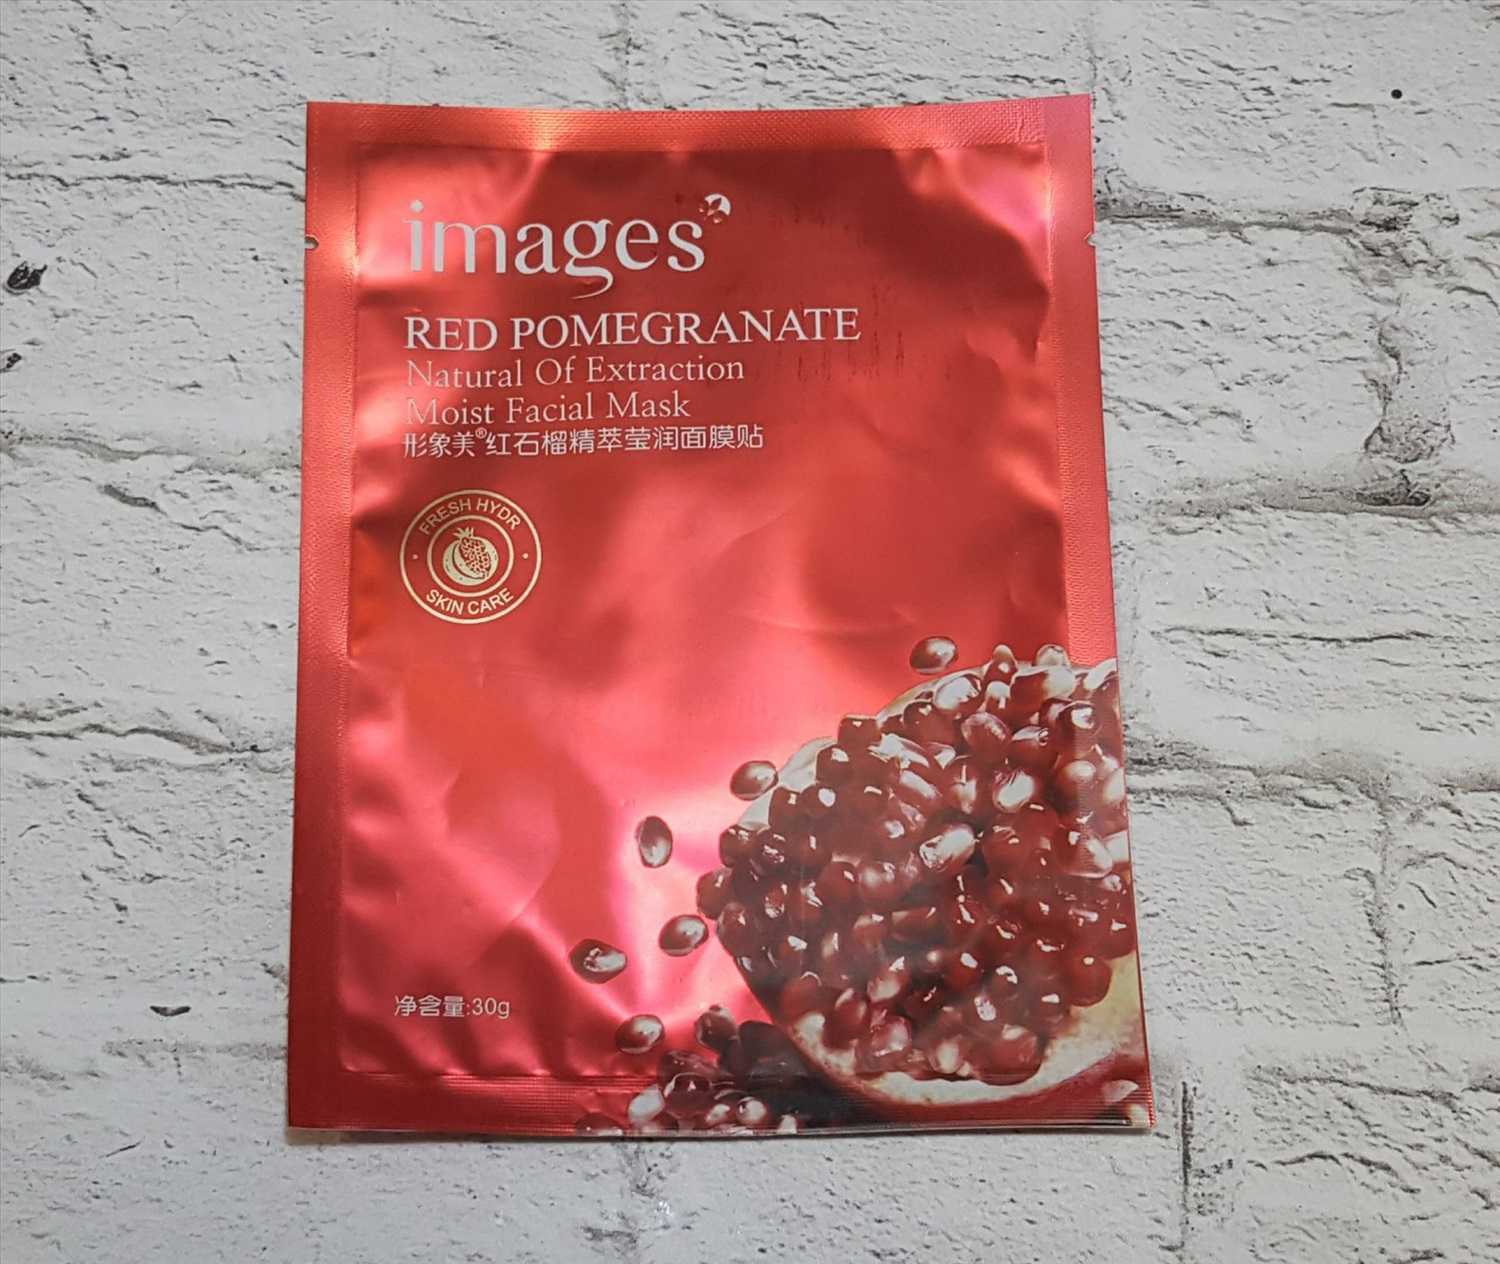 images
RED POMEGRANATE
Natural Of Extraction
Moist Facial Mask
形象美®红石榴精萃莹润面膜贴
FRESH HYDR
SKIN CARE
净含量:30g